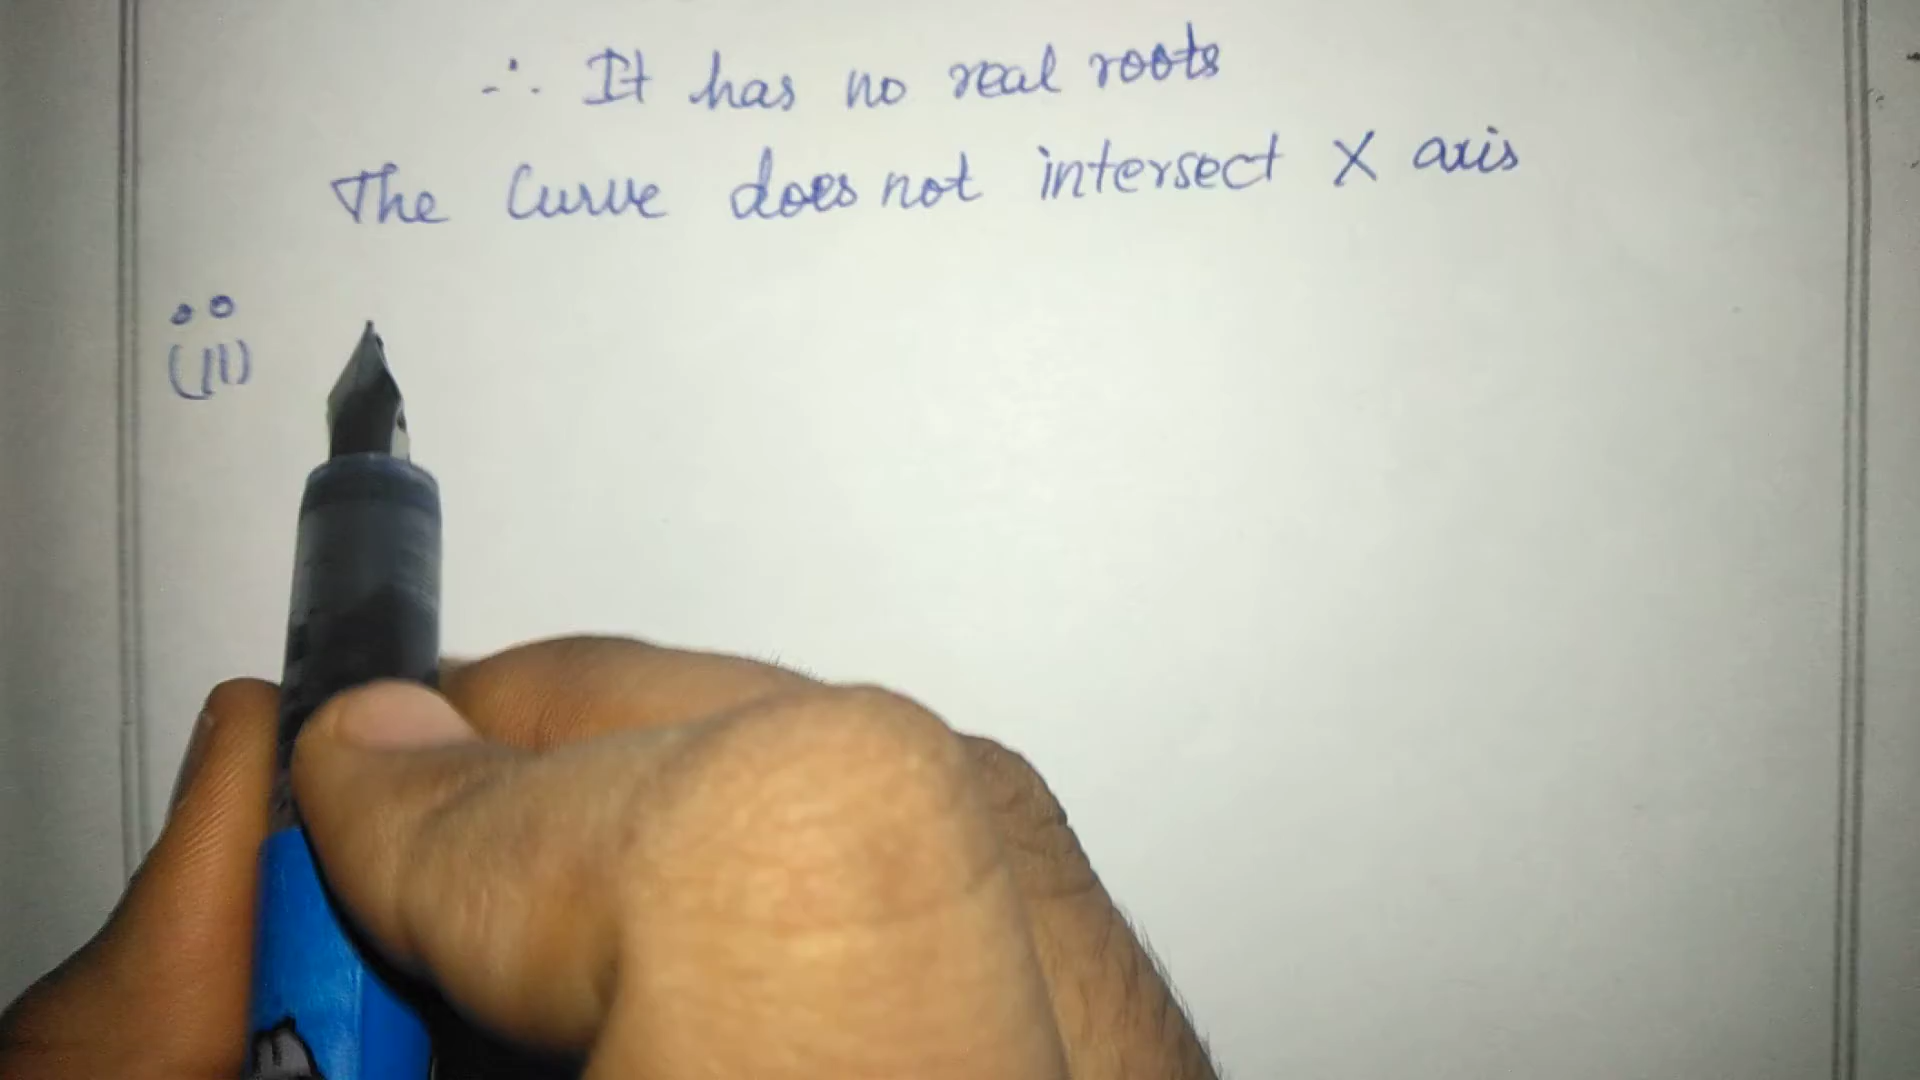 ∴ It has no real roots
The Curve does not intersect X axis
(ii)